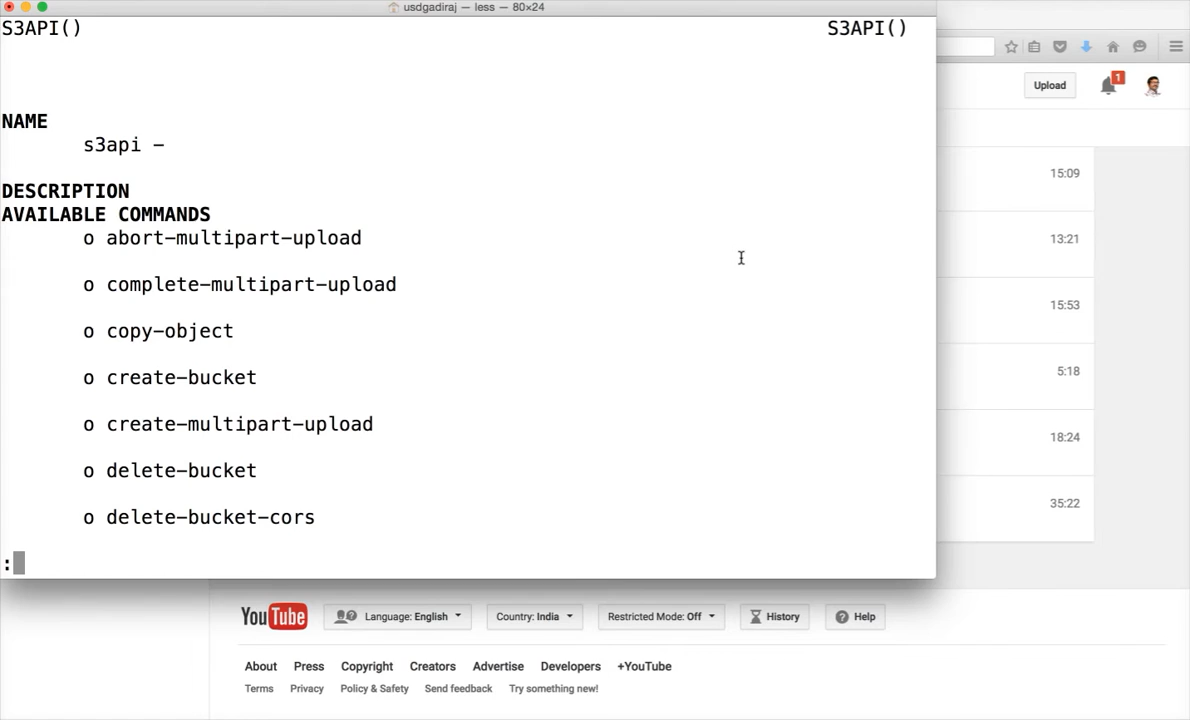 usdgadiraj — less — 80×24
S3API() S3API()
NAME
s3api -
DESCRIPTION
AVAILABLE COMMANDS
o abort-multipart-upload
o complete-multipart-upload
o copy-object
o create-bucket
o create-multipart-upload
o delete-bucket
o delete-bucket-cors
:
Upload
1
15:09
13:21
15:53
5:18
18:24
35:22
YouTube Language: English Country: India Restricted Mode: Off History Help
About Press Copyright Creators Advertise Developers +YouTube
Terms Privacy Policy & Safety Send feedback Try something new!